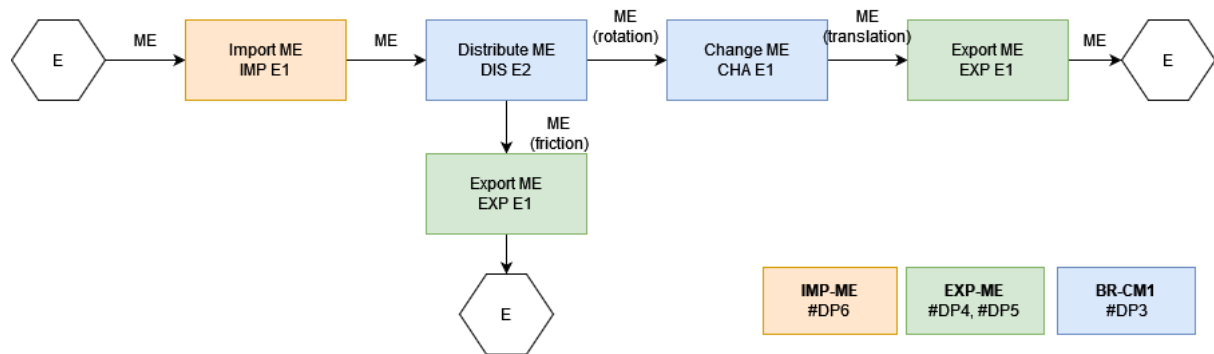 E
ME
Import ME
IMP E1
ME
Distribute ME
DIS E2
ME
(rotation)
Change ME
CHA E1
ME
(translation)
Export ME
EXP E1
ME
E
ME
(friction)
Export ME
EXP E1
E
IMP-ME
#DP6
EXP-ME
#DP4, #DP5
BR-CM1
#DP3